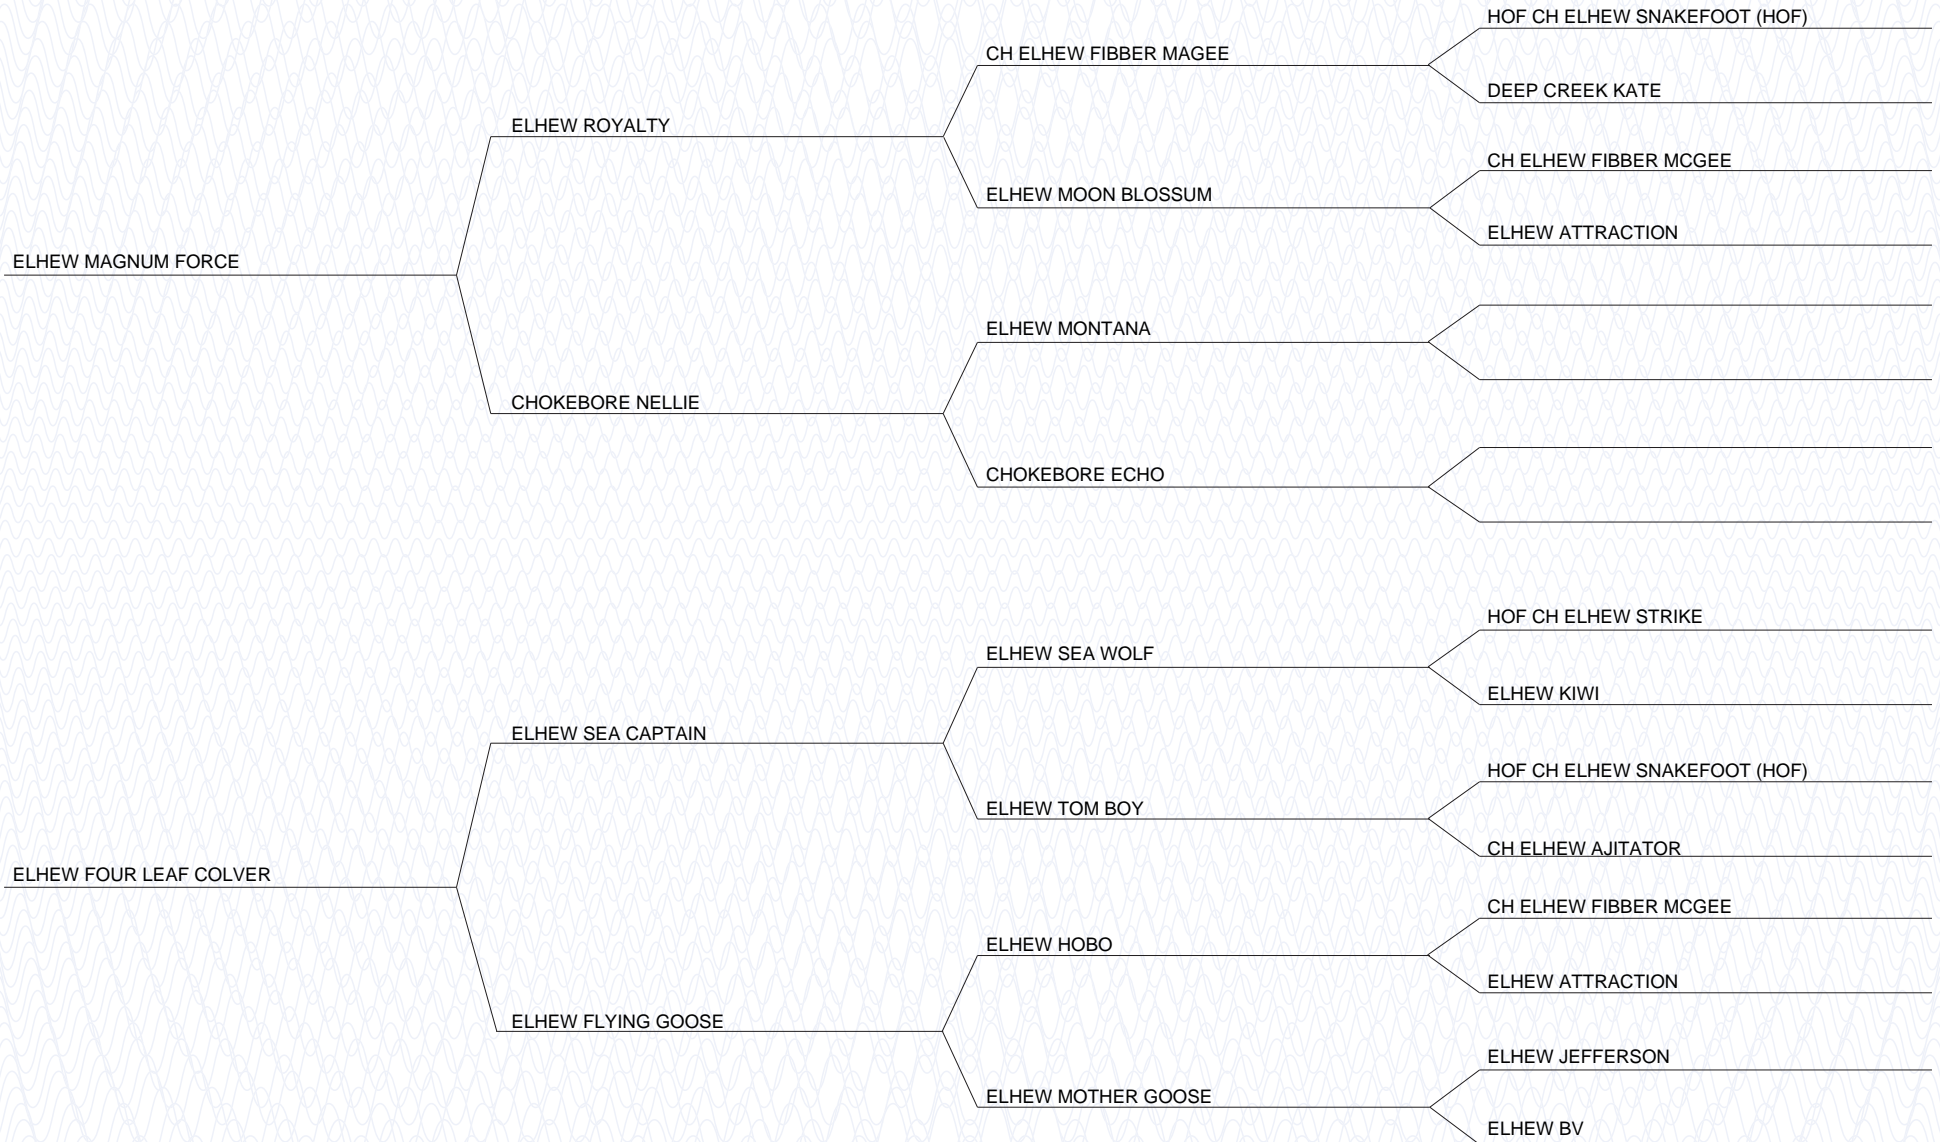 HOF CH ELHEW SNAKEFOOT (HOF)
CH ELHEW FIBBER MAGEE
DEEP CREEK KATE
ELHEW ROYALTY
CH ELHEW FIBBER MCGEE
ELHEW MOON BLOSSUM
ELHEW ATTRACTION
ELHEW MAGNUM FORCE
ELHEW MONTANA
CHOKEBORE NELLIE
CHOKEBORE ECHO
HOF CH ELHEW STRIKE
ELHEW SEA WOLF
ELHEW KIWI
ELHEW SEA CAPTAIN
HOF CH ELHEW SNAKEFOOT (HOF)
ELHEW TOM BOY
CH ELHEW AJITATOR
ELHEW FOUR LEAF COLVER
CH ELHEW FIBBER MCGEE
ELHEW HOBO
ELHEW ATTRACTION
ELHEW FLYING GOOSE
ELHEW JEFFERSON
ELHEW MOTHER GOOSE
ELHEW BV